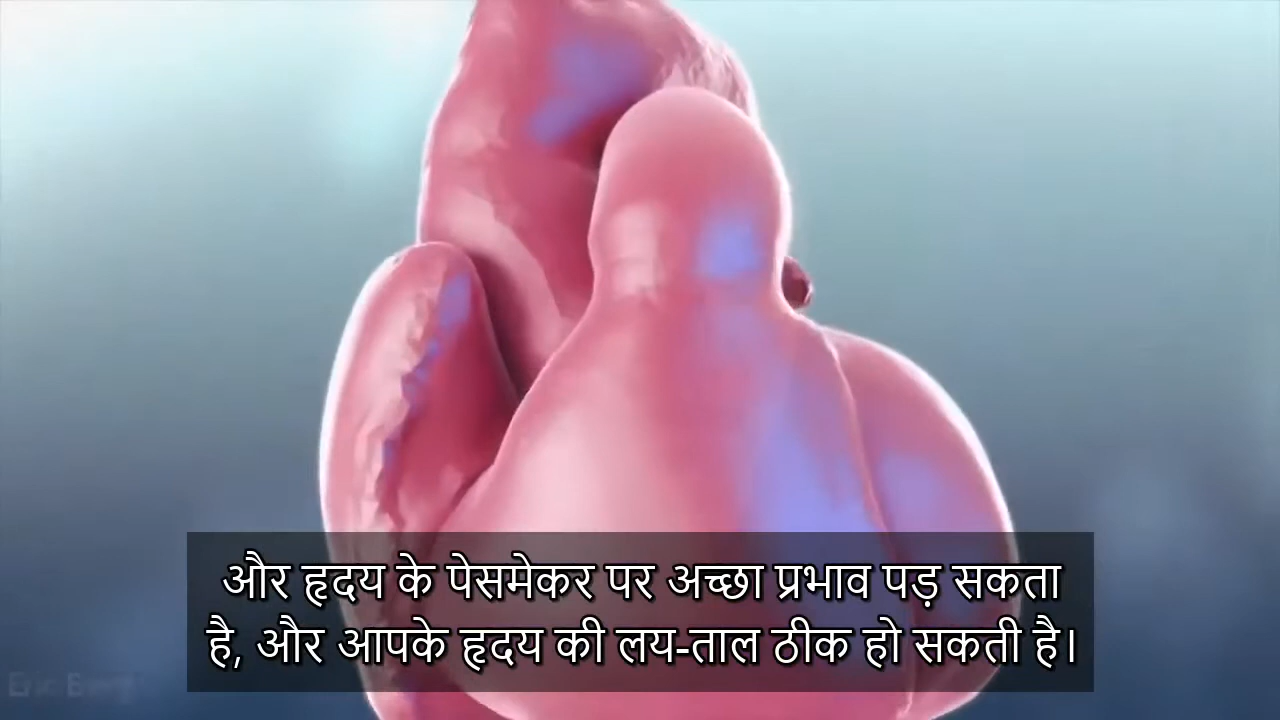 और हृदय के पेसमेकर पर अच्छा प्रभाव पड़ सकता
है, और आपके हृदय की लय-ताल ठीक हो सकती है।